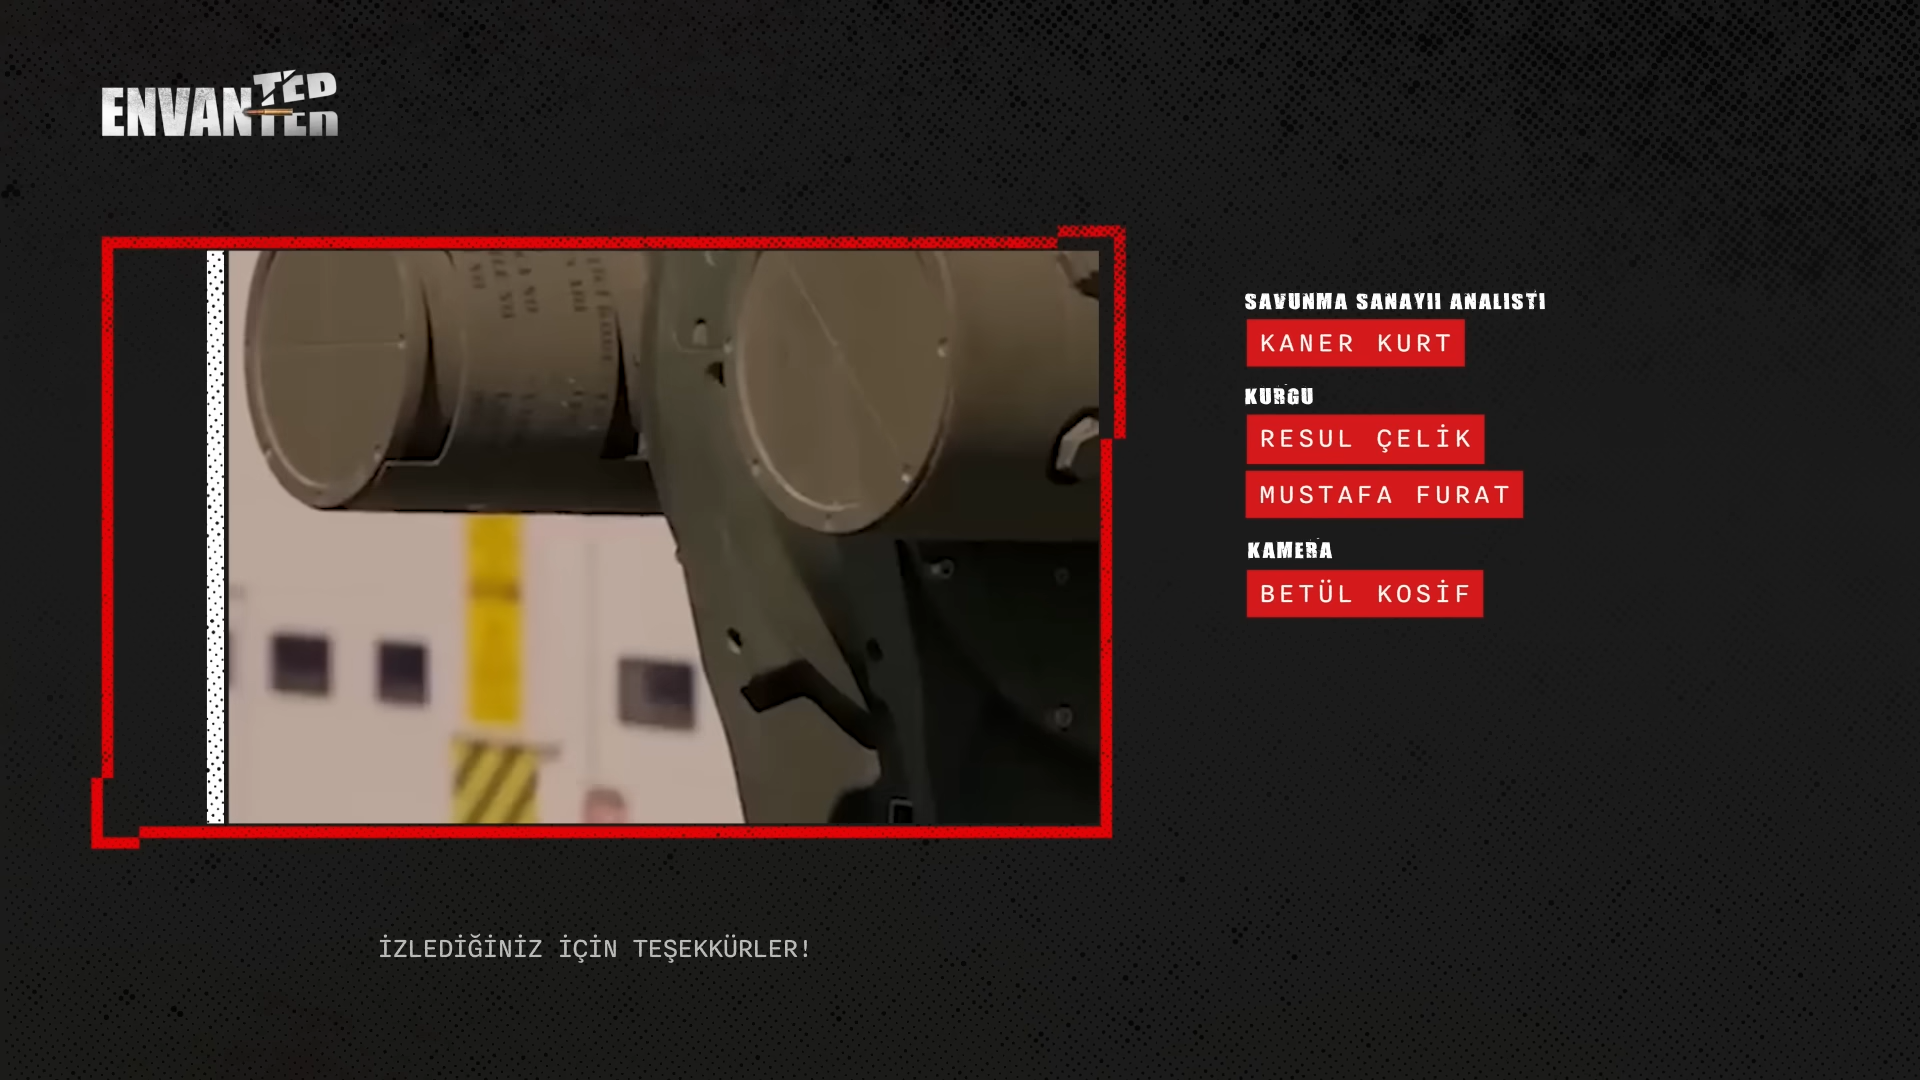 ENVANTER
SAVUNMA SANAYII ANALISTI
KANER KURT
KURGU
RESUL ÇELİK
MUSTAFA FURAT
KAMERA
BETÜL KOSİF
İZLEDİĞİNİZ İÇİN TEŞEKKÜRLER!